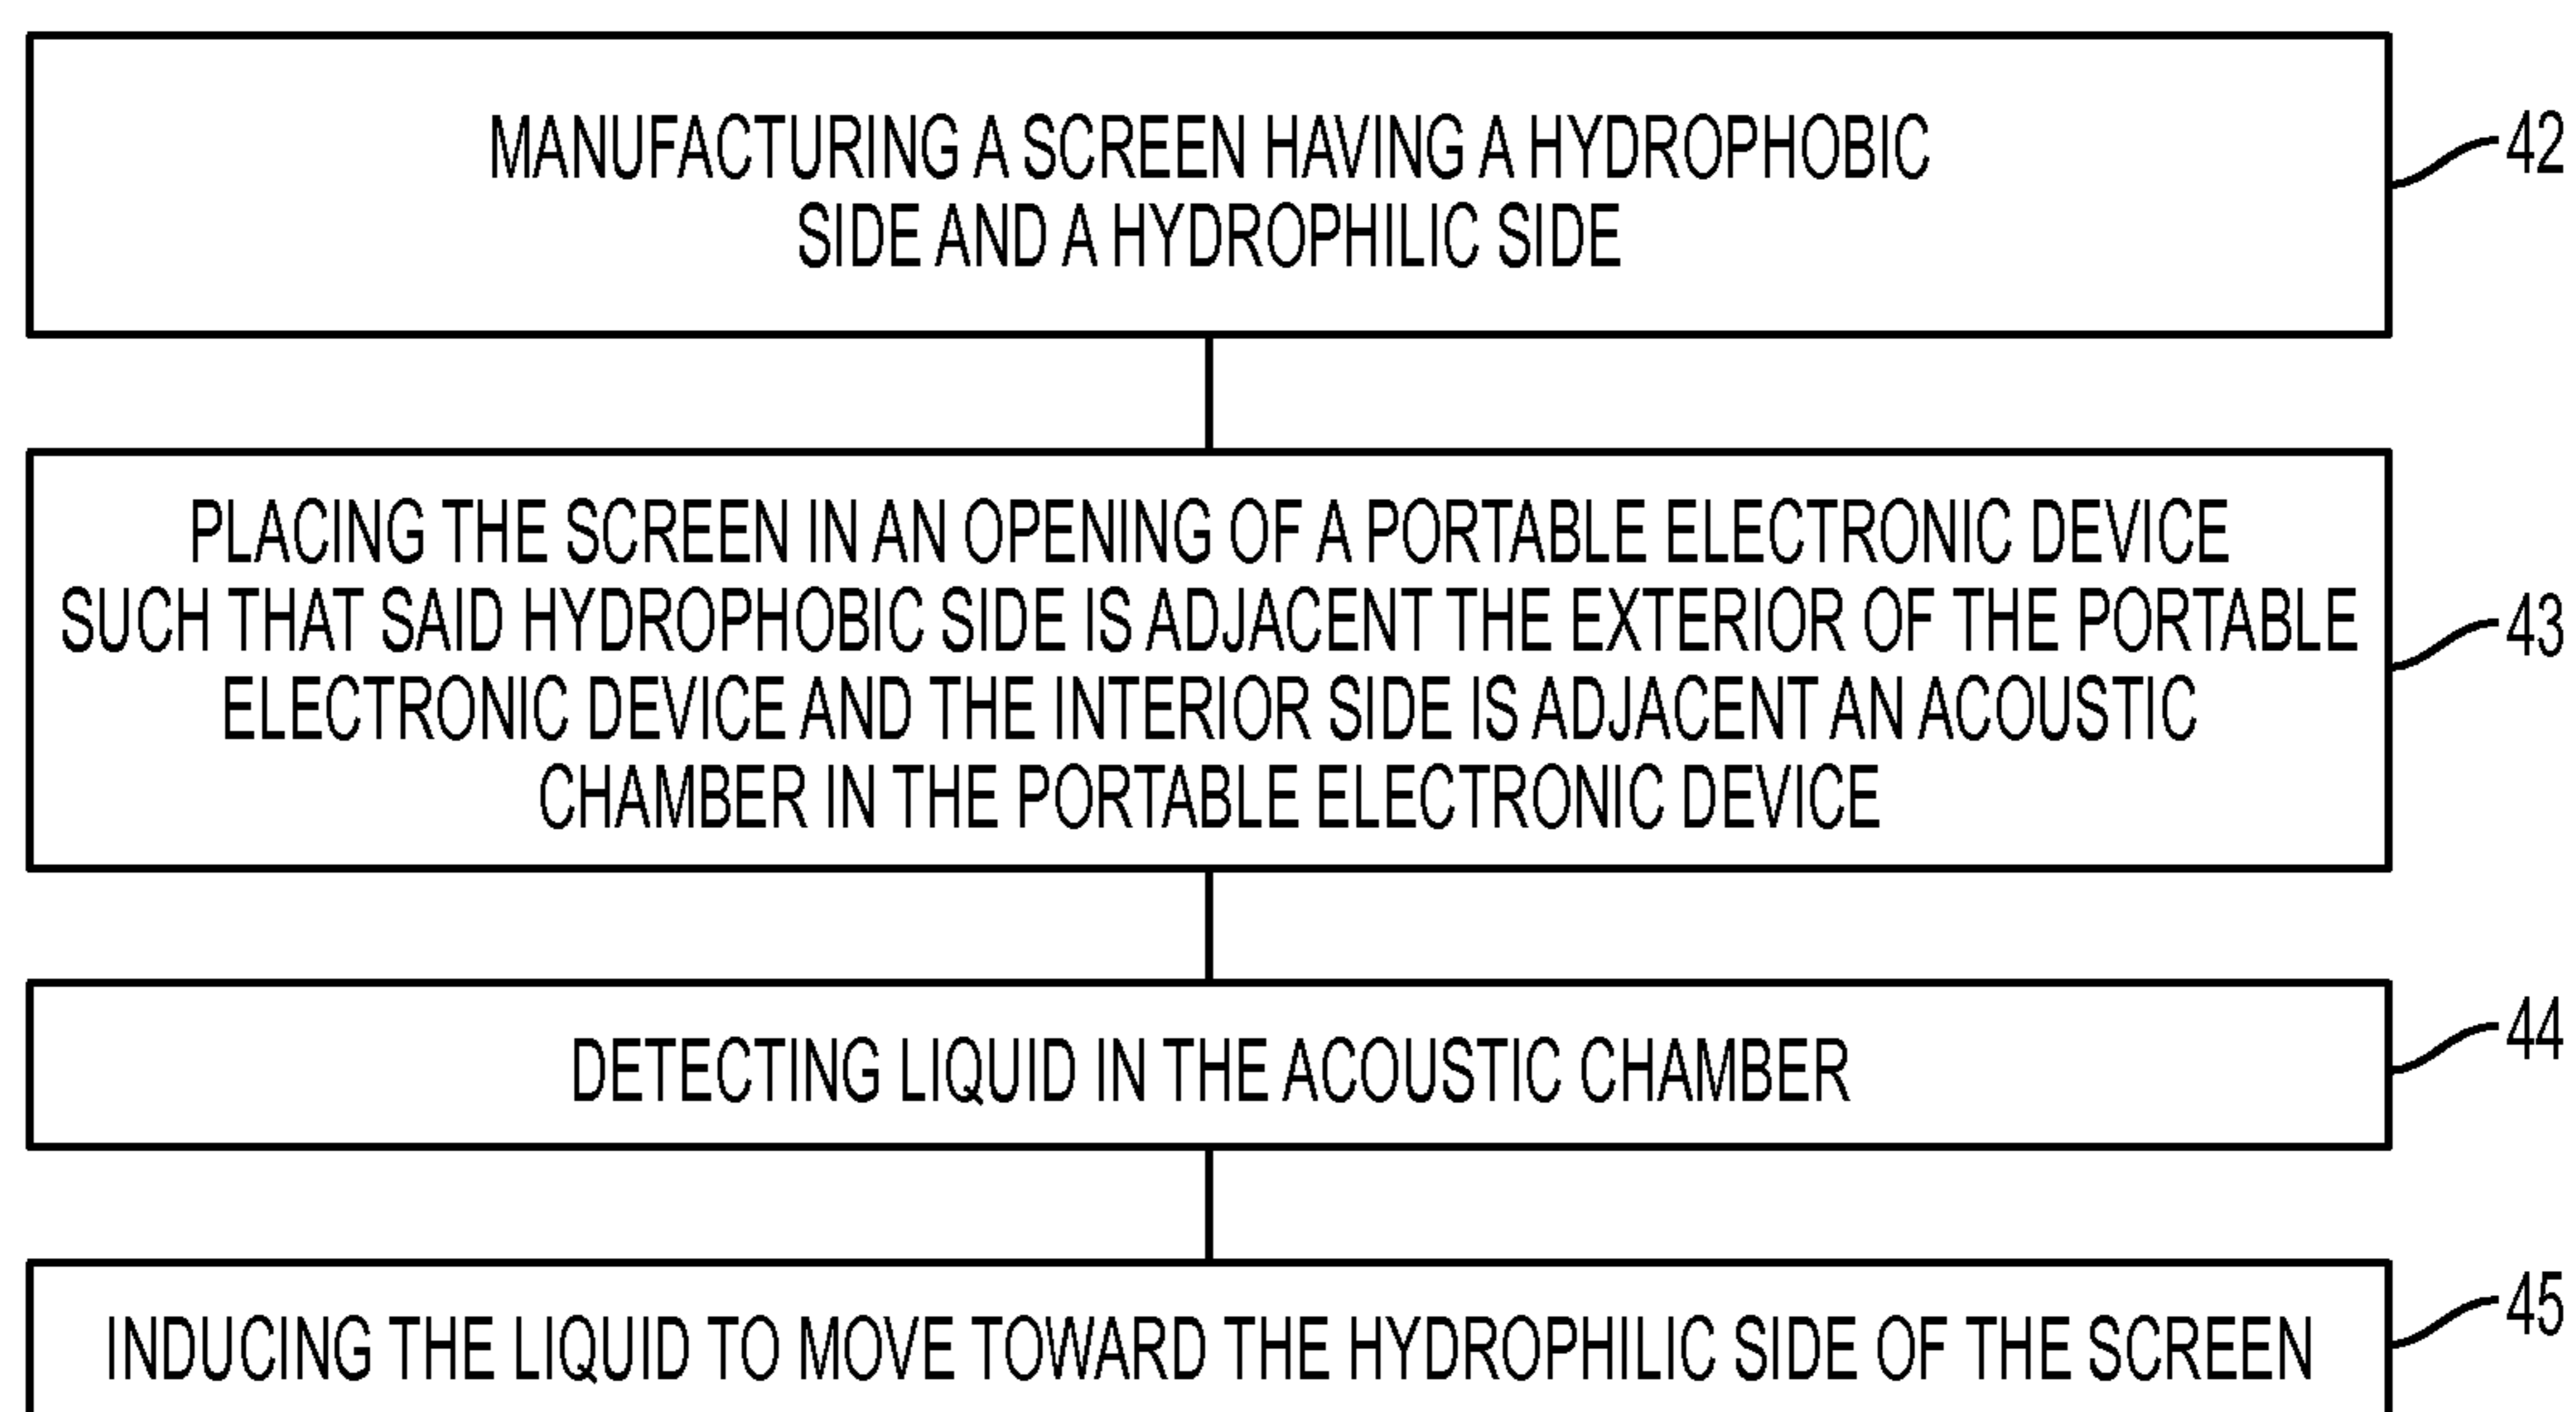 MANUFACTURING A SCREEN HAVING A HYDROPHOBIC
SIDE AND A HYDROPHILIC SIDE
42
PLACING THE SCREEN IN AN OPENING OF A PORTABLE ELECTRONIC DEVICE
SUCH THAT SAID HYDROPHOBIC SIDE IS ADJACENT THE EXTERIOR OF THE PORTABLE
ELECTRONIC DEVICE AND THE INTERIOR SIDE IS ADJACENT AN ACOUSTIC
CHAMBER IN THE PORTABLE ELECTRONIC DEVICE
43
DETECTING LIQUID IN THE ACOUSTIC CHAMBER
44
INDUCING THE LIQUID TO MOVE TOWARD THE HYDROPHILIC SIDE OF THE SCREEN
45